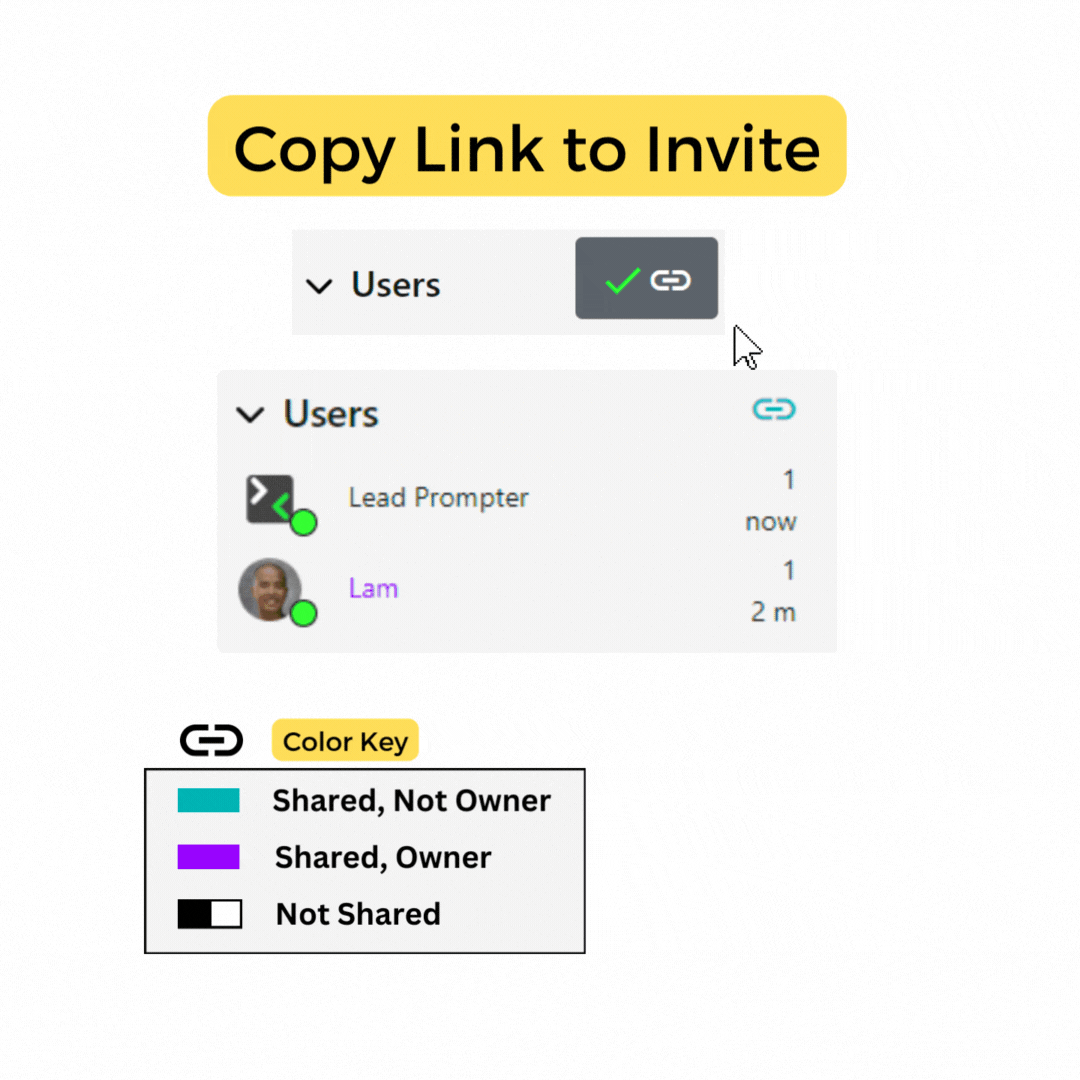 Copy Link to Invite
Users
Users
Lead Prompter
1
now
Lam
1
2 m
Color Key
Shared, Not Owner
Shared, Owner
Not Shared